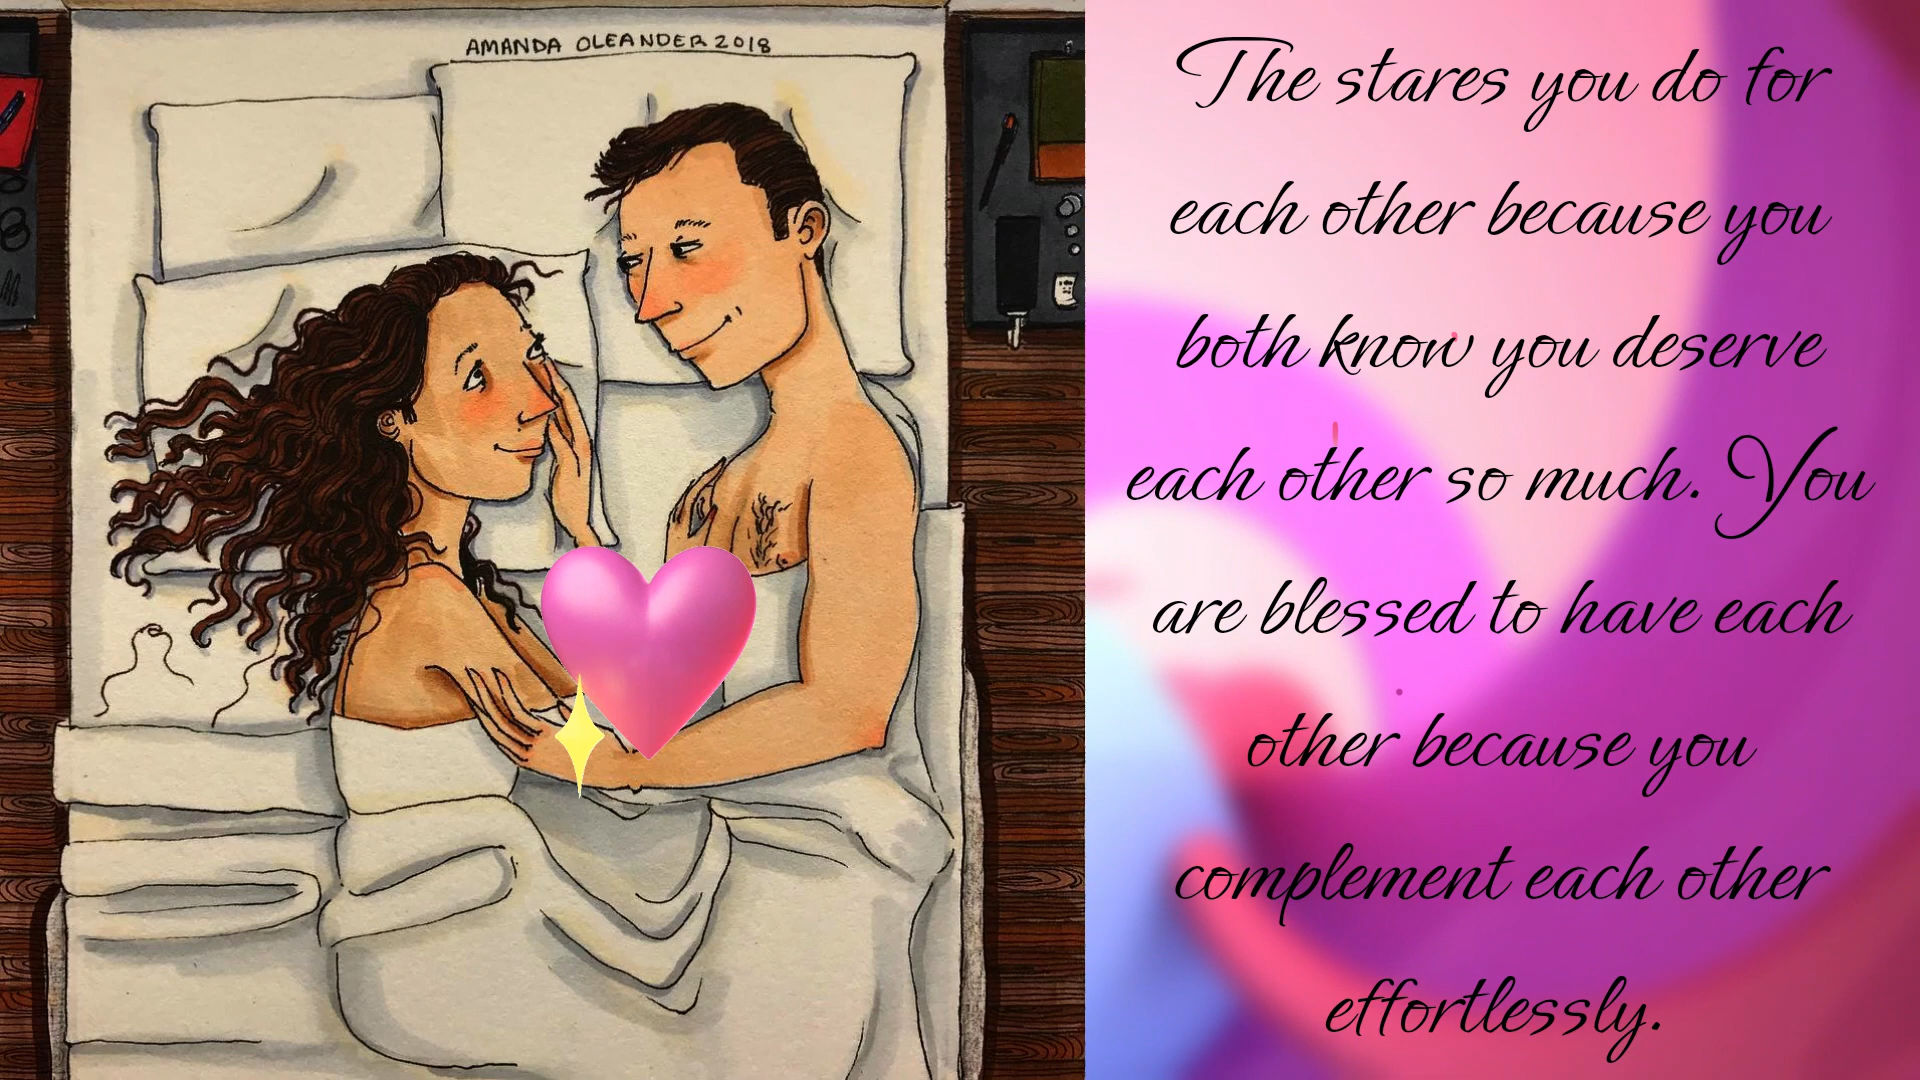 AMANDA OLEANDER 2018
The stares you do for
each other because you
both know you deserve
each other so much. You
are blessed to have each
other because you
complement each other
effortlessly.